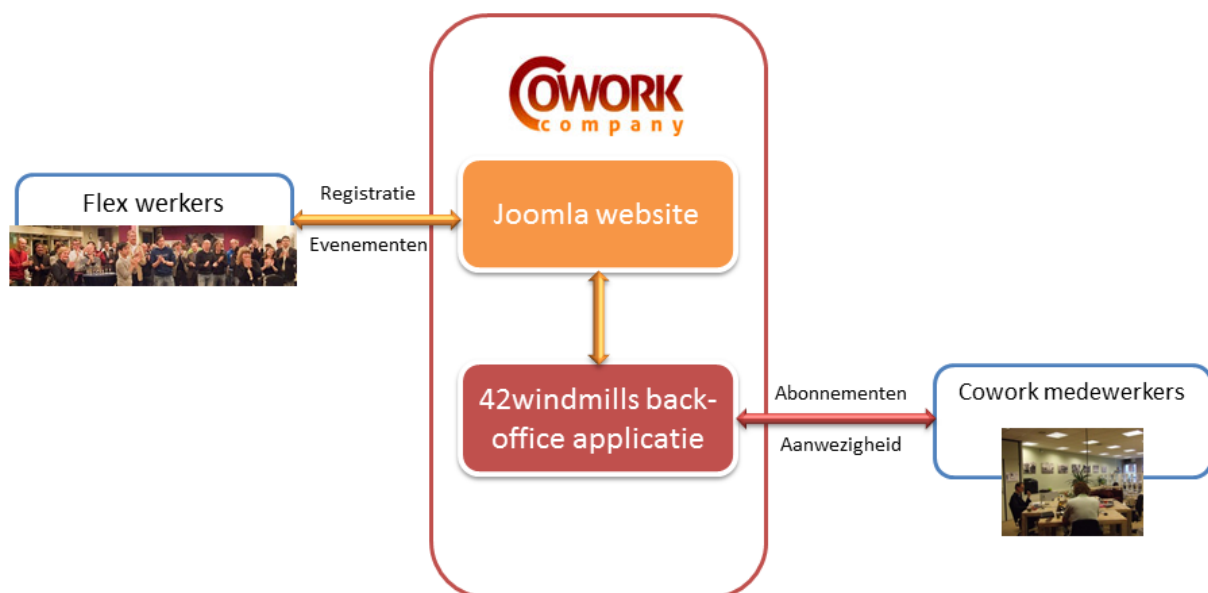 COWORK
company
Flex werkers
Registratie
Evenementen
Joomla website
42windmills back-
office applicatie
Abonnementen
Aanwezigheid
Cowork medewerkers